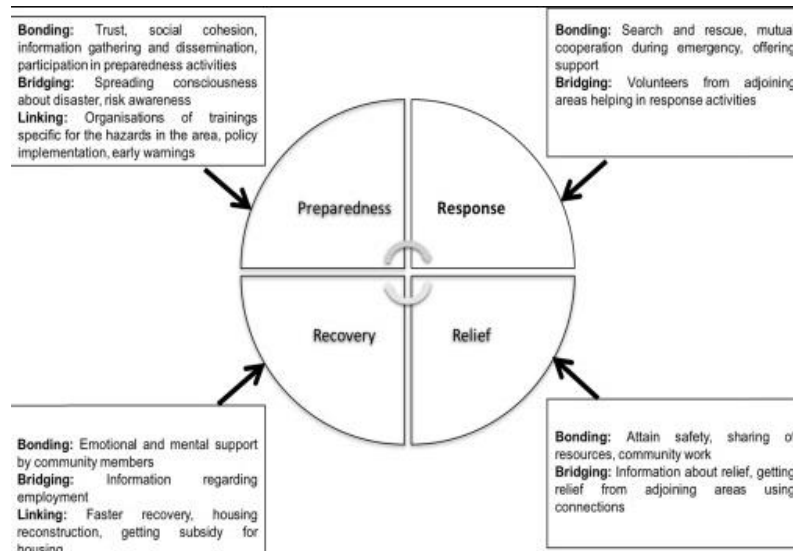 Bonding: Trust, social cohesion,
information gathering and dissemination,
participation in preparedness activities
Bridging: Spreading consciousness
about disaster, risk awareness
Linking: Organisations of trainings
specific for the hazards in the area, policy
implementation, early warnings
Bonding: Search and rescue, mutual
cooperation during emergency, offering
support
Bridging: Volunteers from adjoining
areas helping in response activities
Preparedness
Response
Recovery
Relief
Bonding: Emotional and mental support
by community members
Bridging: Information regarding
employment
Linking: Faster recovery, housing
reconstruction, getting subsidy for
housing
Bonding: Attain safety, sharing of
resources, community work
Bridging: Information about relief, getting
relief from adjoining areas using
connections